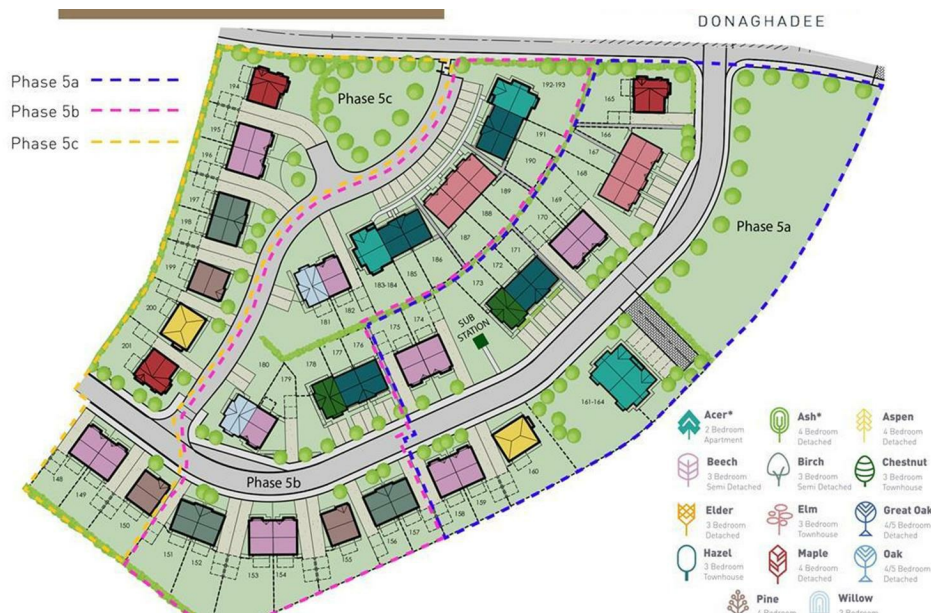 DONAGHADEE
Phase 5a
Phase 5b
Phase 5c
Phase 5c
194
195
196
197
198
199
200
201
192-193
191
190
189
188
187
186
185
183-184
182
181
180
179
178
177
176
175
174
173
172
171
170
169
168
167
166
165
SUB
STATION
Phase 5a
161-164
160
159
158
157
156
155
154
153
152
151
150
149
148
Phase 5b
Acer*
2 Bedroom
Apartment
Ash*
4 Bedroom
Detached
Aspen
4 Bedroom
Detached
Beech
3 Bedroom
Semi Detached
Birch
3 Bedroom
Semi Detached
Chestnut
3 Bedroom
Townhouse
Elder
3 Bedroom
Detached
Elm
3 Bedroom
Townhouse
Great Oak
4/5 Bedroom
Detached
Hazel
3 Bedroom
Townhouse
Maple
4 Bedroom
Detached
Oak
4/5 Bedroom
Detached
Pine
Willow